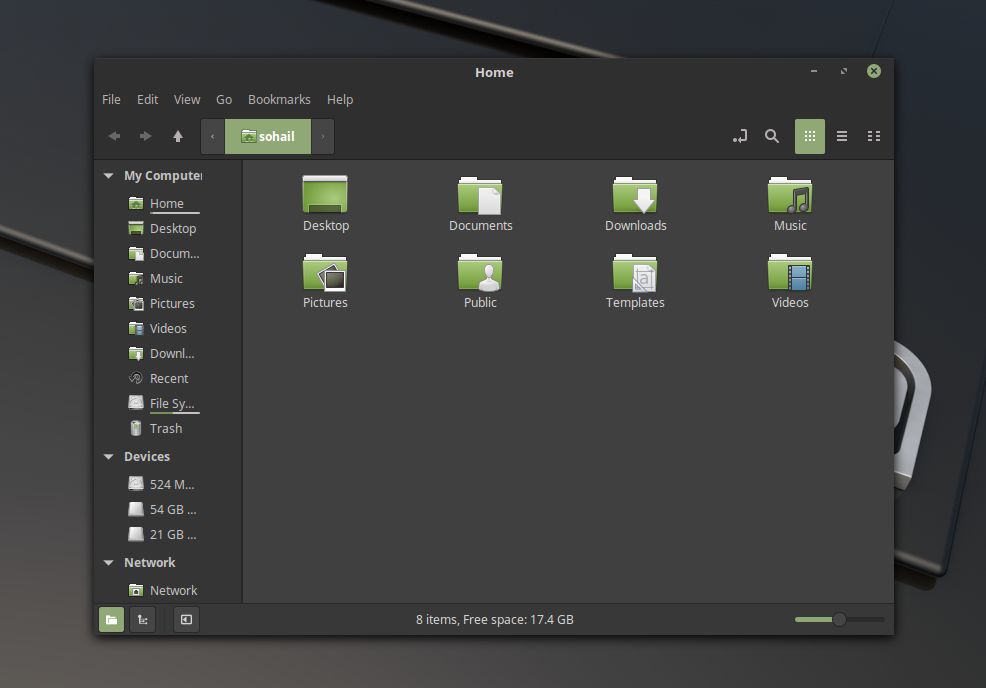 Home
File Edit View Go Bookmarks Help
sohail
My Compute
Home
Desktop
Docum...
Music
Pictures
Videos
Downl...
Recent
File Sy...
Trash
Devices
524 M...
54 GB ...
21 GB ...
Network
Network
Desktop Documents Downloads Music
Pictures Public Templates Videos
8 items, Free space: 17.4 GB